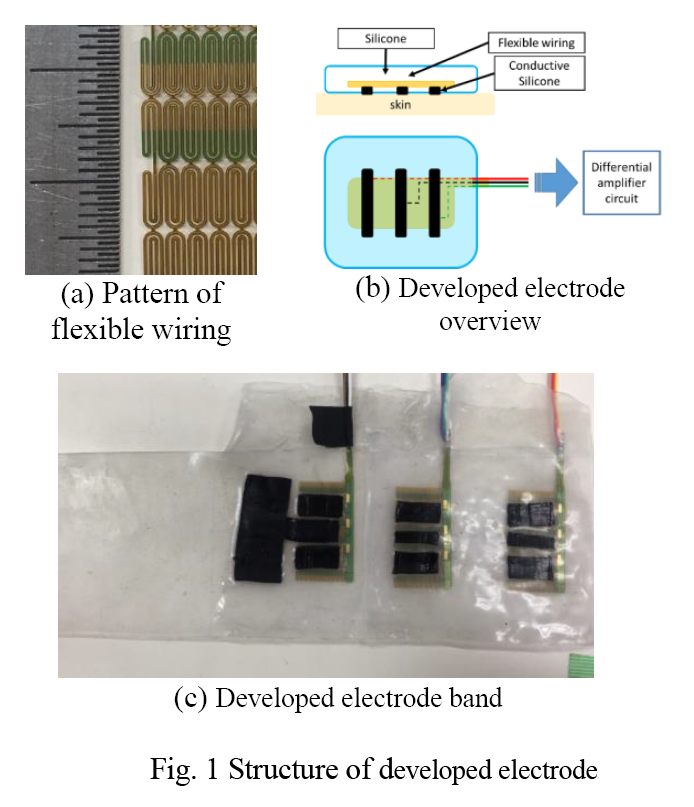 Silicone
Flexible wiring
Conductive
Silicone
skin
Differential
amplifier
circuit
(a) Pattern of
flexible wiring
(b) Developed electrode
overview
(c) Developed electrode band
Fig. 1 Structure of developed electrode